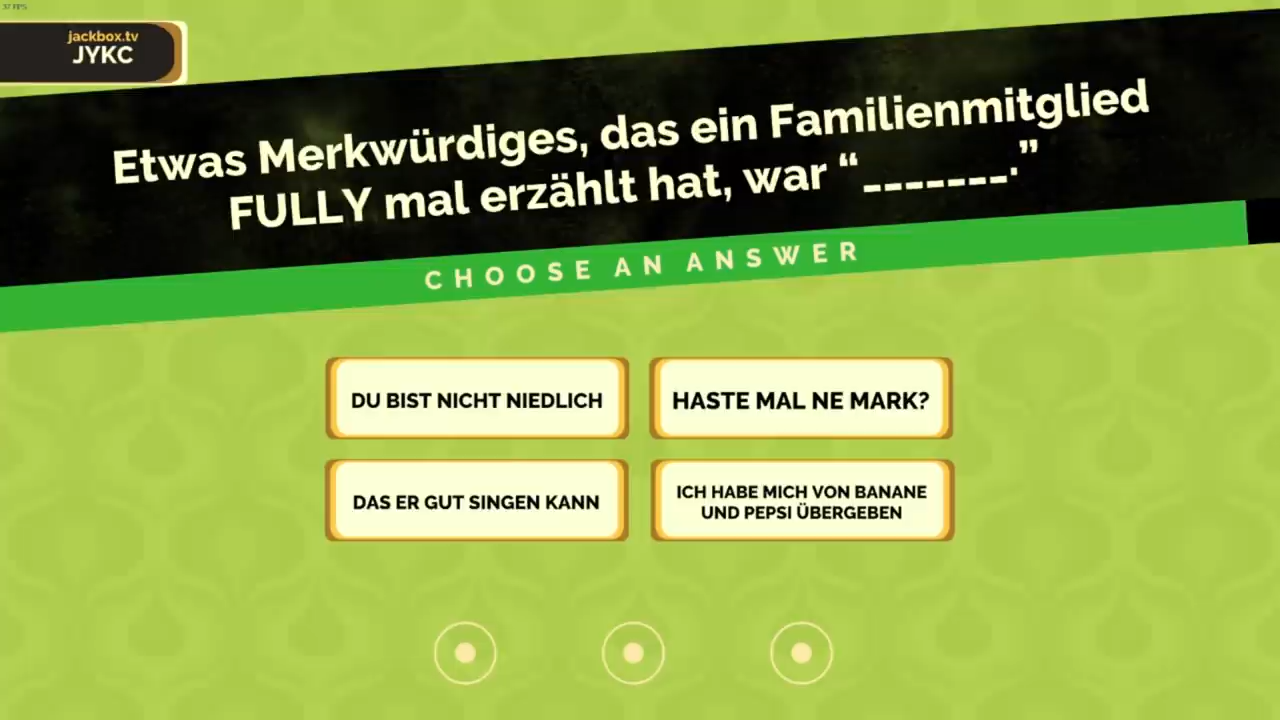 37 FPS
jackbox.tv
JYKC
Etwas Merkwürdiges, das ein Familienmitglied
FULLY mal erzählt hat, war “_______.”
CHOOSE AN ANSWER
DU BIST NICHT NIEDLICH
HASTE MAL NE MARK?
DAS ER GUT SINGEN KANN
ICH HABE MICH VON BANANE
UND PEPSI ÜBERGEBEN